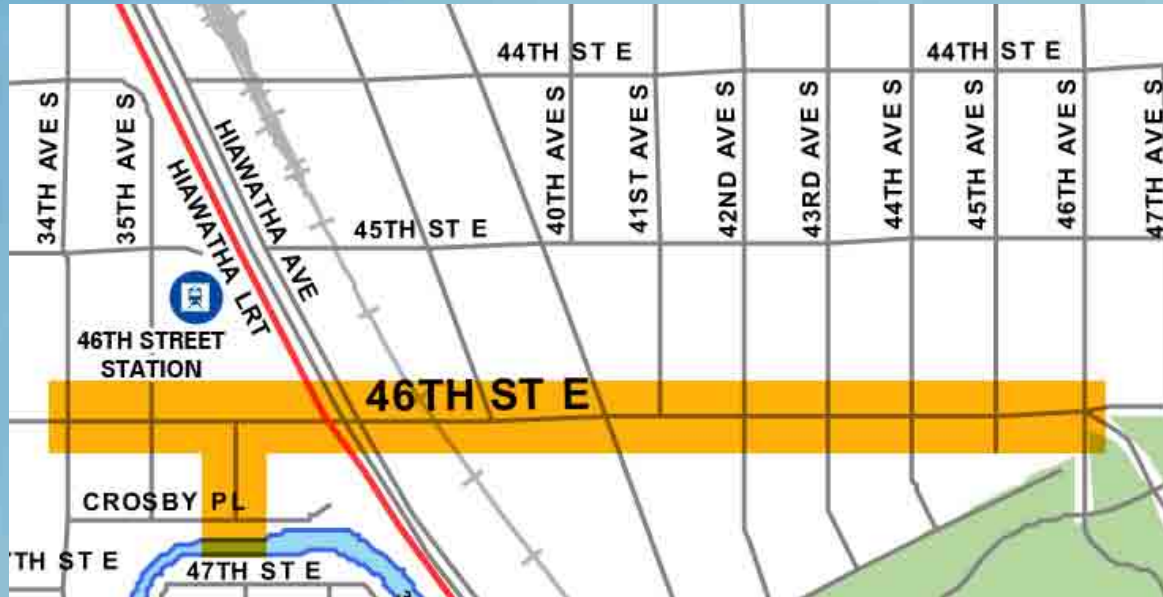 44TH ST E
44TH ST E
34TH AVE S
35TH AVE S
HIAWATHA LRT
HIAWATHA AVE
45TH ST E
40TH AVE S
41ST AVE S
42ND AVE S
43RD AVE S
44TH AVE S
45TH AVE S
46TH AVE S
47TH AVE S
46TH STREET
STATION
46TH ST E
CROSBY PL
7TH ST E
47TH ST E